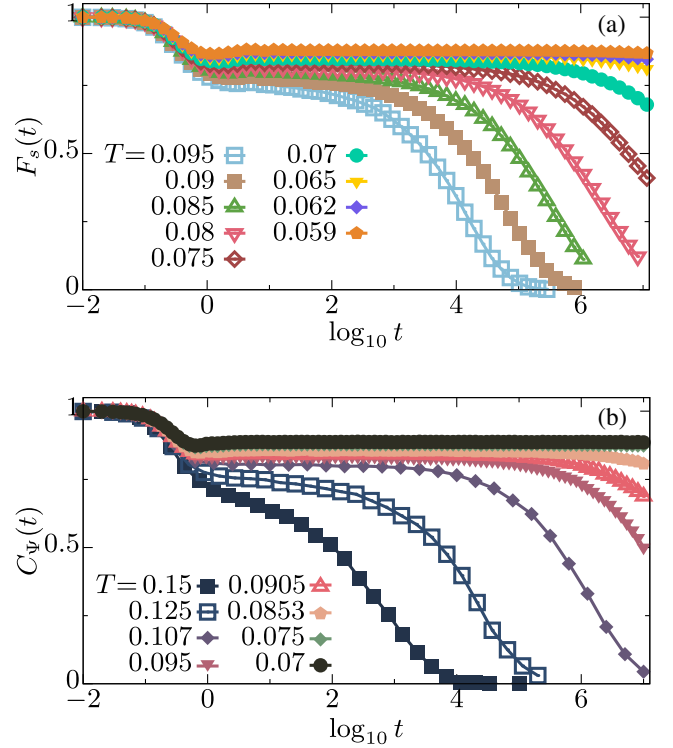 1
(a)
F_s(t)
0.5
T=0.095 0.07
0.09 0.065
0.085 0.062
0.08 0.059
0.075
0
−2 0 2 4 6
log₁₀ t
1
(b)
C_Ψ(t)
0.5
T=0.15 0.0905
0.125 0.0853
0.107 0.075
0.095 0.07
0
−2 0 2 4 6
log₁₀ t